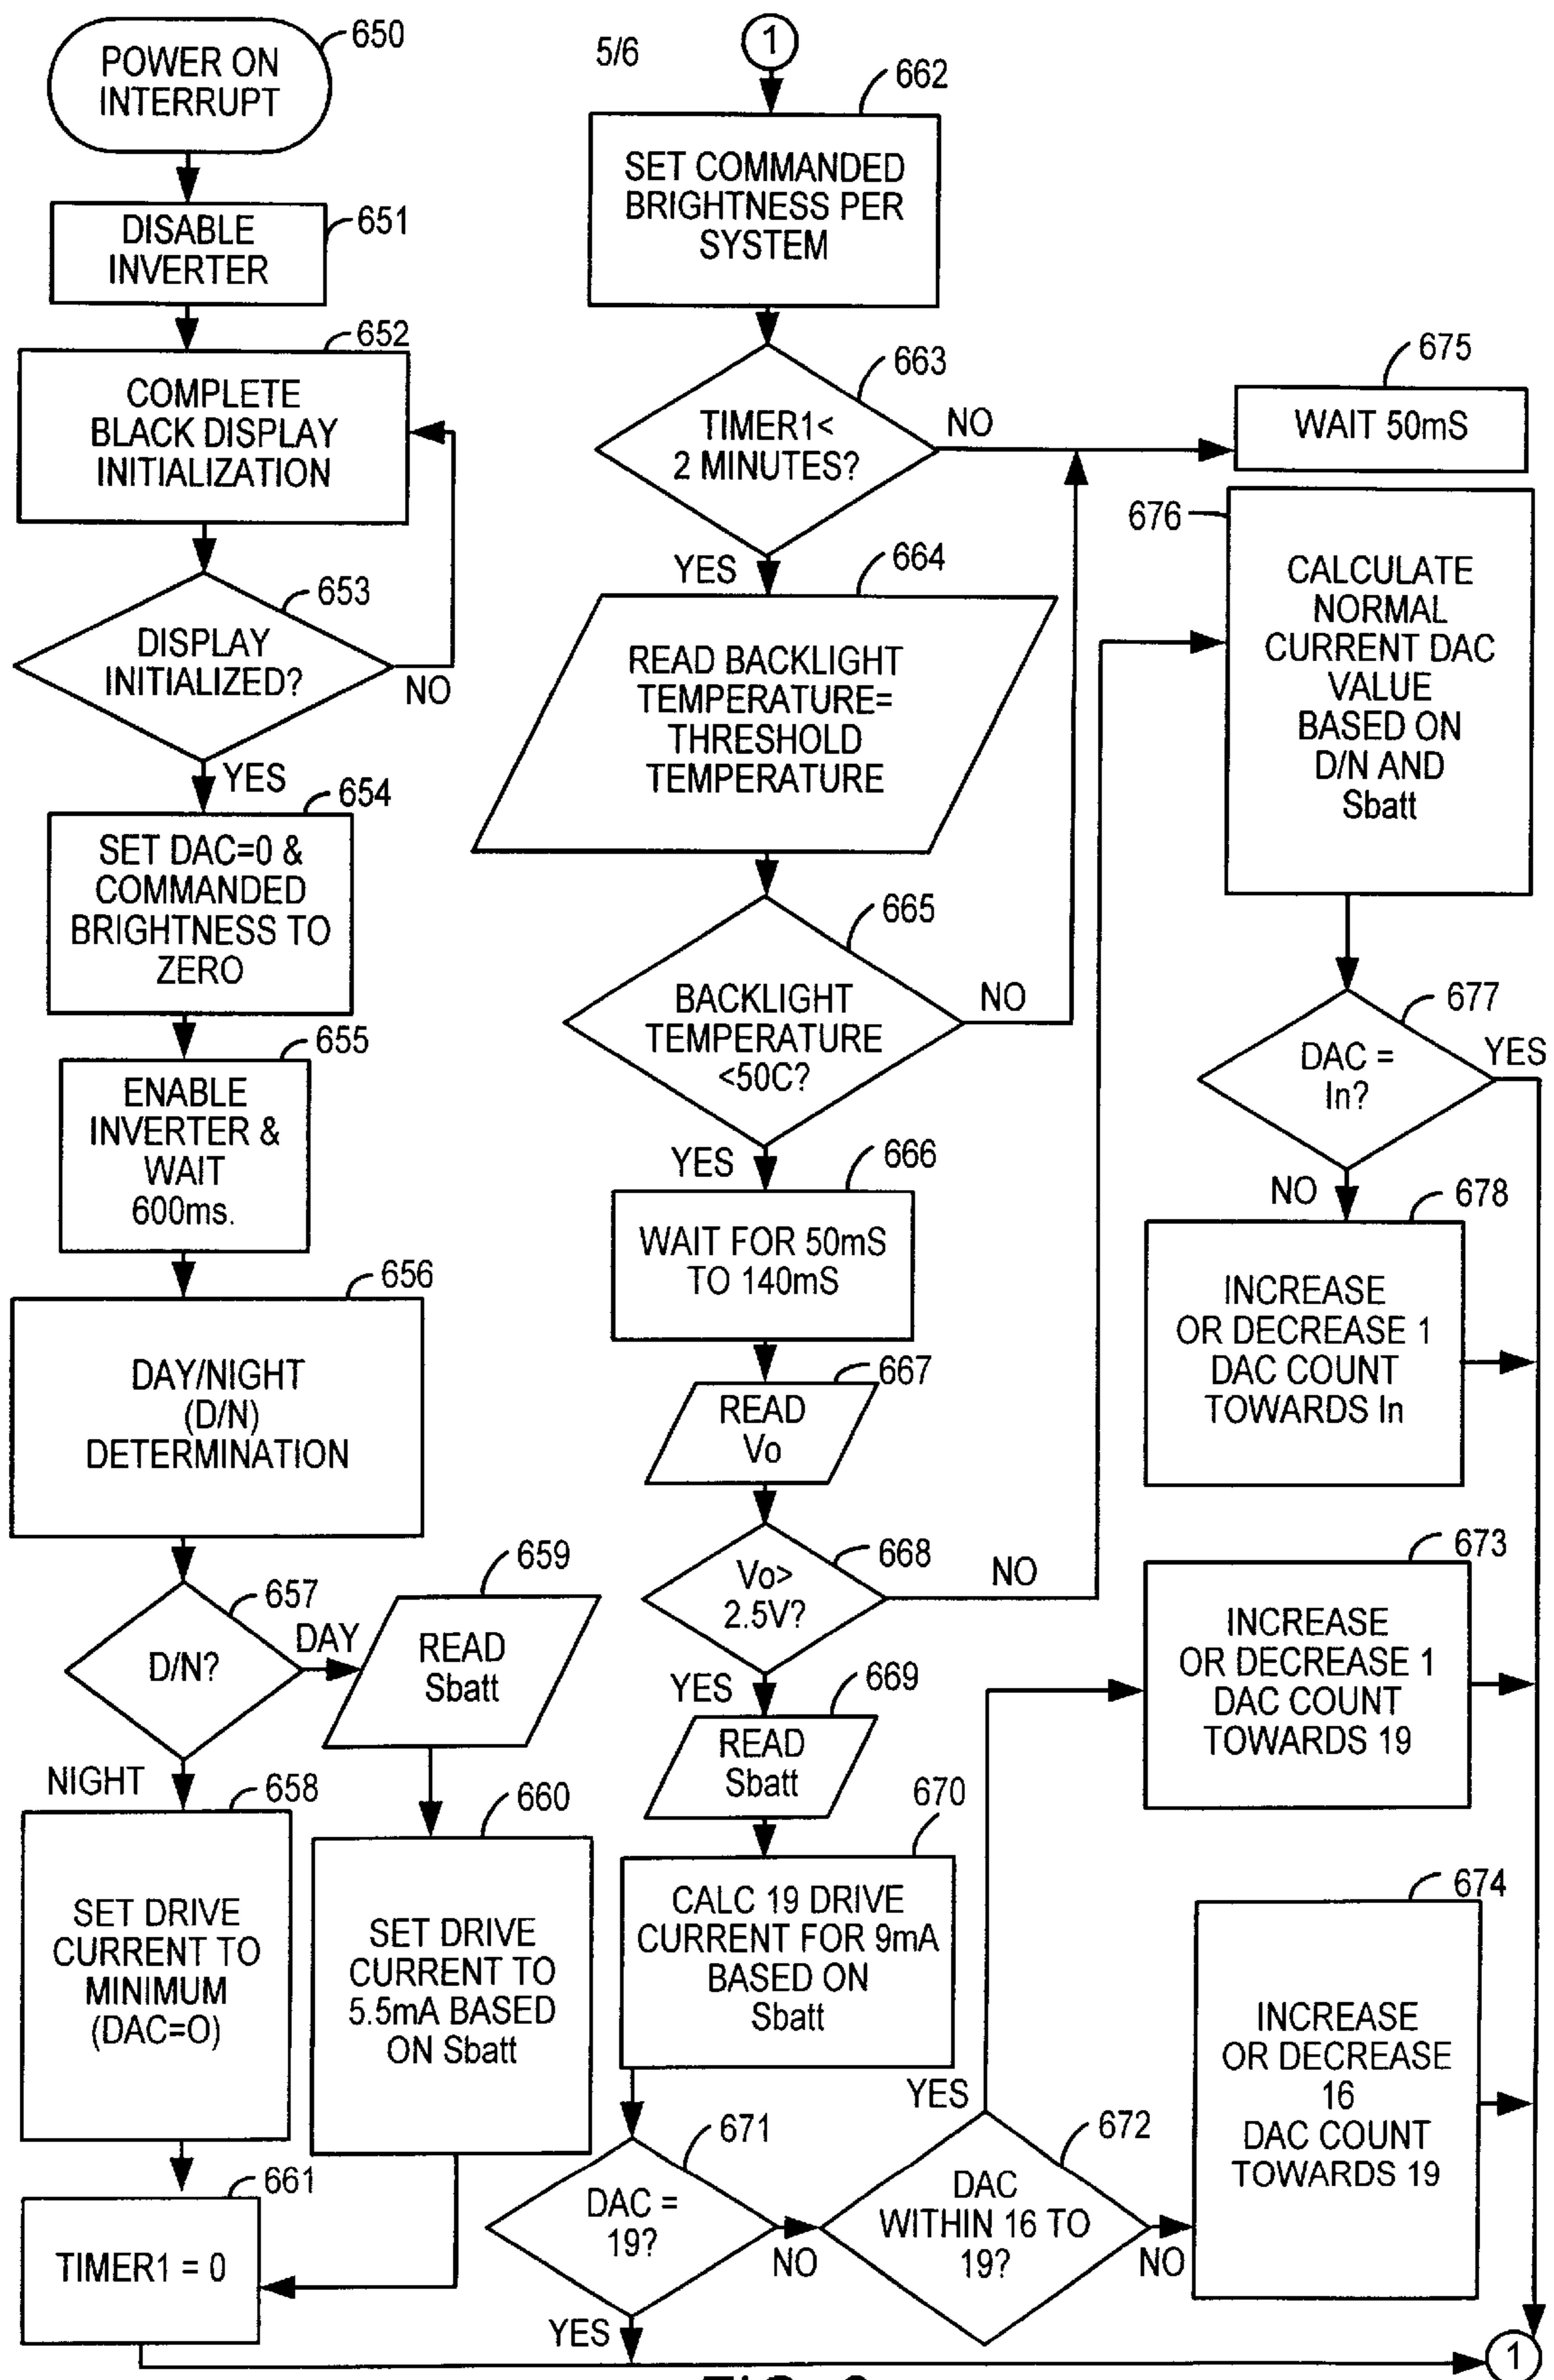 650
POWER ON
INTERRUPT
651
DISABLE
INVERTER
652
COMPLETE
BLACK DISPLAY
INITIALIZATION
653
DISPLAY
INITIALIZED?
NO
YES
654
SET DAC=0 &
COMMANDED
BRIGHTNESS TO
ZERO
655
ENABLE
INVERTER &
WAIT
600ms.
656
DAY/NIGHT
(D/N)
DETERMINATION
657
D/N?
DAY
NIGHT
659
READ
Sbatt
658
SET DRIVE
CURRENT TO
MINIMUM
(DAC=O)
660
SET DRIVE
CURRENT TO
5.5mA BASED
ON Sbatt
661
TIMER1 = 0
5/6
1
662
SET COMMANDED
BRIGHTNESS PER
SYSTEM
663
TIMER1<
2 MINUTES?
NO
YES
664
READ BACKLIGHT
TEMPERATURE=
THRESHOLD
TEMPERATURE
665
BACKLIGHT
TEMPERATURE
<50C?
NO
YES
666
WAIT FOR 50mS
TO 140mS
667
READ
Vo
668
Vo>
2.5V?
NO
YES
669
READ
Sbatt
670
CALC 19 DRIVE
CURRENT FOR 9mA
BASED ON
Sbatt
671
DAC =
19?
NO
YES
672
DAC
WITHIN 16 TO
19?
YES
NO
675
WAIT 50mS
676
CALCULATE
NORMAL
CURRENT DAC
VALUE
BASED ON
D/N AND
Sbatt
677
DAC =
In?
YES
NO
678
INCREASE
OR DECREASE 1
DAC COUNT
TOWARDS In
673
INCREASE
OR DECREASE 1
DAC COUNT
TOWARDS 19
674
INCREASE
OR DECREASE
16
DAC COUNT
TOWARDS 19
1